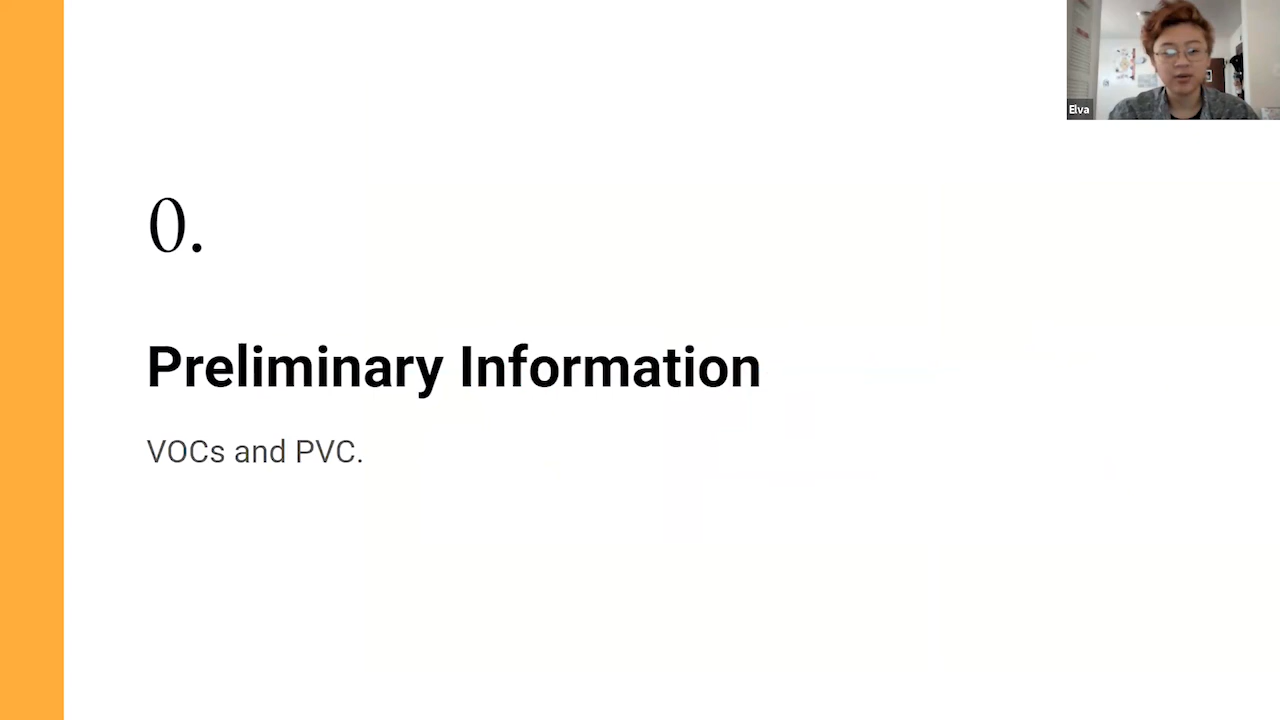 Elva
0.
Preliminary Information
VOCs and PVC.